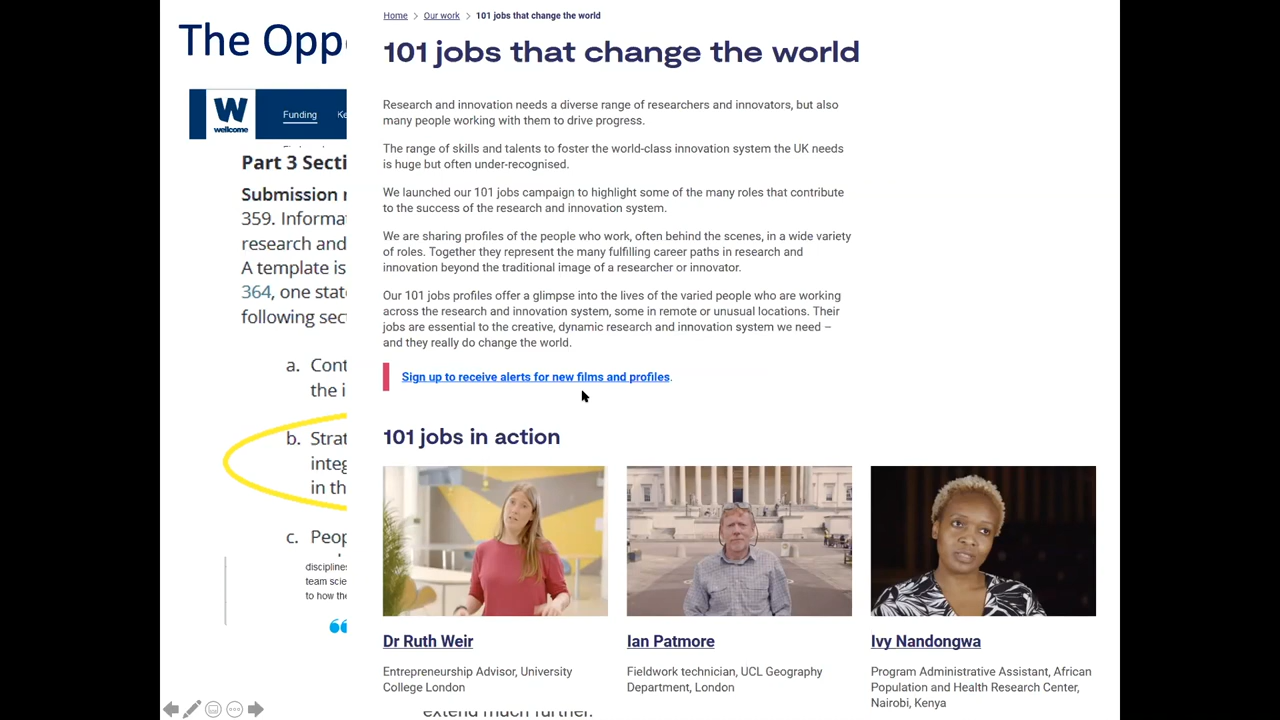 The Opp
W
wellcome
Funding
Part 3 Secti
Submission
359. Informa
research and
A template is
364, one stat
following sec
a. Cont
the i
b. Strat
integ
in th
c. Peop
disciplines
team scie
to how the
Home > Our work > 101 jobs that change the world
101 jobs that change the world
Research and innovation needs a diverse range of researchers and innovators, but also
many people working with them to drive progress.
The range of skills and talents to foster the world-class innovation system the UK needs
is huge but often under-recognised.
We launched our 101 jobs campaign to highlight some of the many roles that contribute
to the success of the research and innovation system.
We are sharing profiles of the people who work, often behind the scenes, in a wide variety
of roles. Together they represent the many fulfilling career paths in research and
innovation beyond the traditional image of a researcher or innovator.
Our 101 jobs profiles offer a glimpse into the lives of the varied people who are working
across the research and innovation system, some in remote or unusual locations. Their
jobs are essential to the creative, dynamic research and innovation system we need –
and they really do change the world.
Sign up to receive alerts for new films and profiles.
101 jobs in action
Dr Ruth Weir
Entrepreneurship Advisor, University
College London
Ian Patmore
Fieldwork technician, UCL Geography
Department, London
Ivy Nandongwa
Program Administrative Assistant, African
Population and Health Research Center,
Nairobi, Kenya
extend much further.